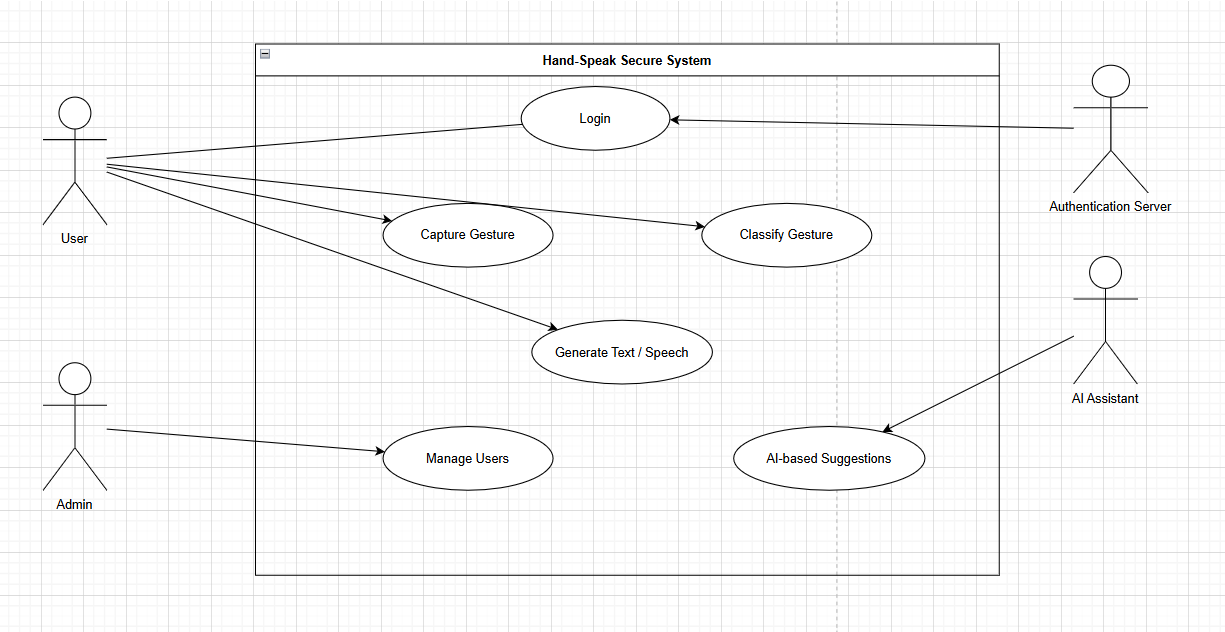 Hand-Speak Secure System
Login
User
Authentication Server
Capture Gesture
Classify Gesture
Generate Text / Speech
AI Assistant
Manage Users
AI-based Suggestions
Admin